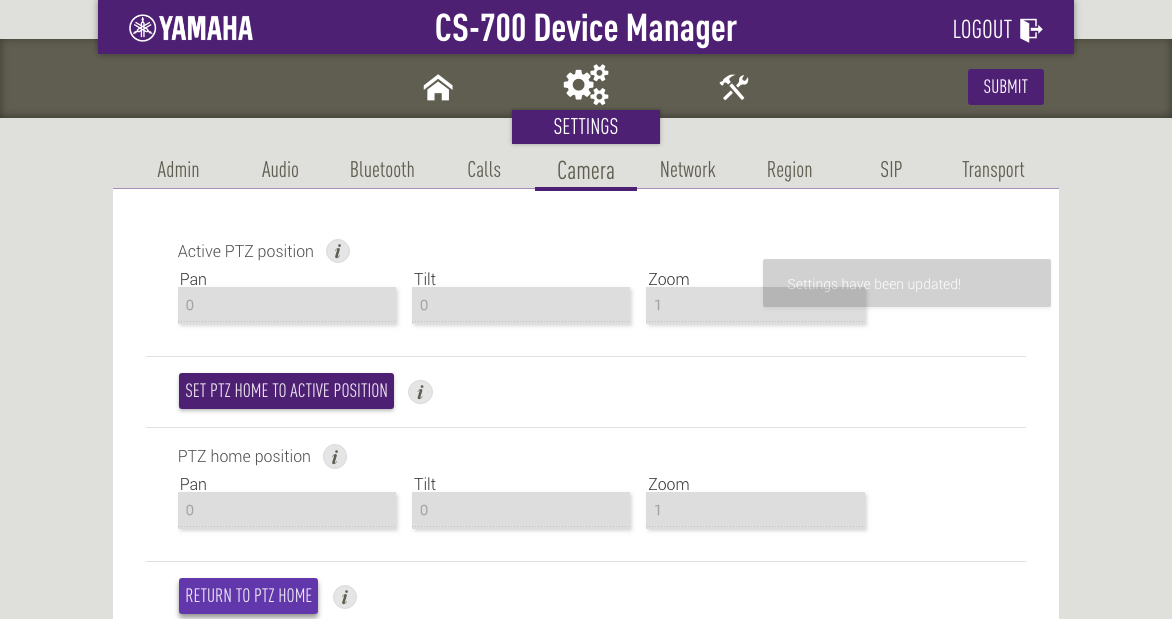 YAMAHA
CS-700 Device Manager
LOGOUT
SUBMIT
SETTINGS
Admin Audio Bluetooth Calls Camera Network Region SIP Transport
Active PTZ position i
Pan Tilt Zoom
Settings have been updated!
0 0 1
SET PTZ HOME TO ACTIVE POSITION i
PTZ home position i
Pan Tilt Zoom
0 0 1
RETURN TO PTZ HOME i